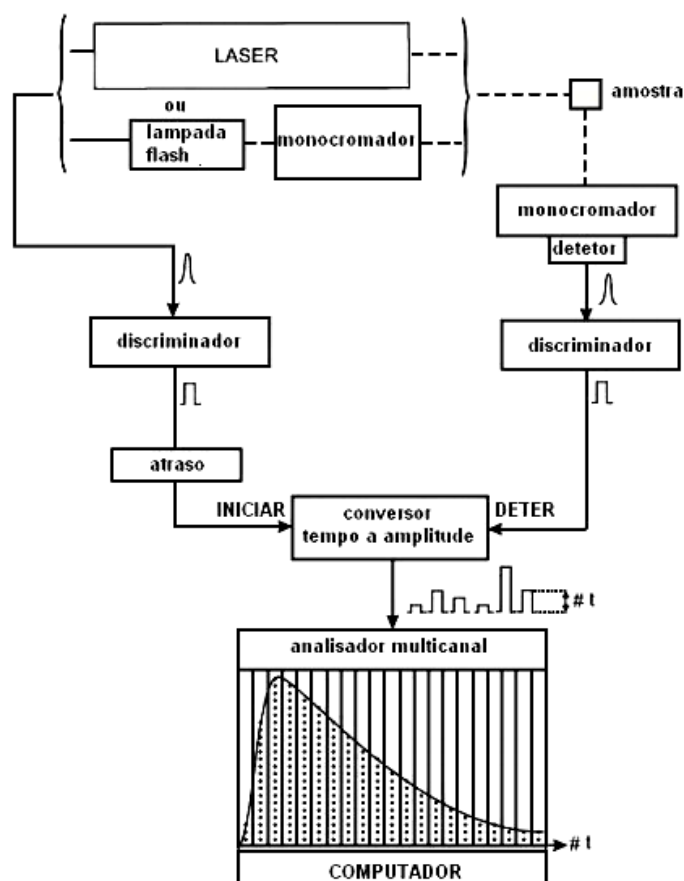 LASER
ou
lampada
flash
monocromador
amostra
monocromador
detetor
discriminador
discriminador
atraso
INICIAR
conversor
tempo a amplitude
DETER
# t
analisador multicanal
# t
COMPUTADOR